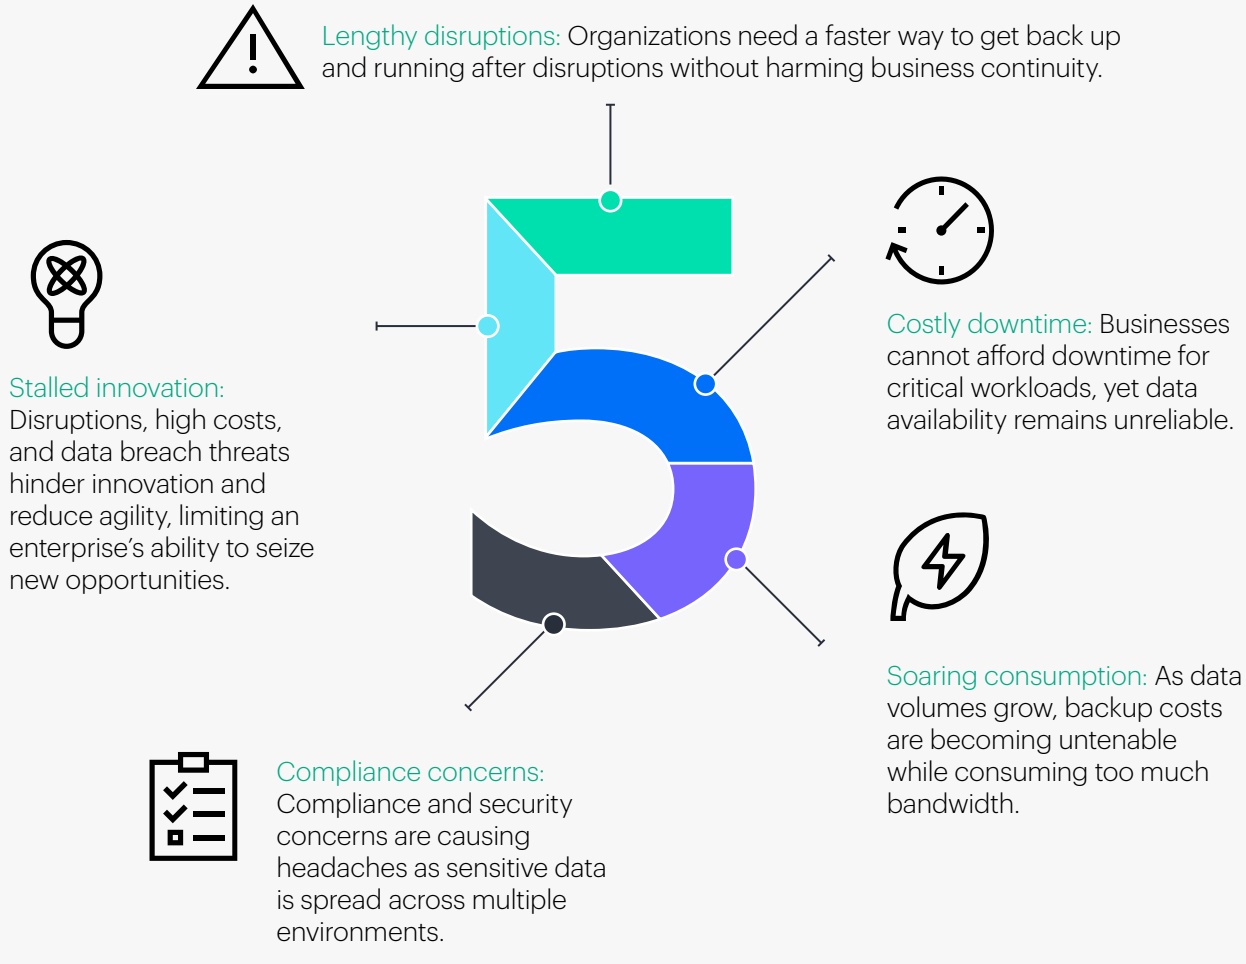 Lengthy disruptions: Organizations need a faster way to get back up
and running after disruptions without harming business continuity.
5
Costly downtime: Businesses
cannot afford downtime for
critical workloads, yet data
availability remains unreliable.
Stalled innovation:
Disruptions, high costs,
and data breach threats
hinder innovation and
reduce agility, limiting an
enterprise’s ability to seize
new opportunities.
Soaring consumption: As data
volumes grow, backup costs
are becoming untenable
while consuming too much
bandwidth.
Compliance concerns:
Compliance and security
concerns are causing
headaches as sensitive data
is spread across multiple
environments.